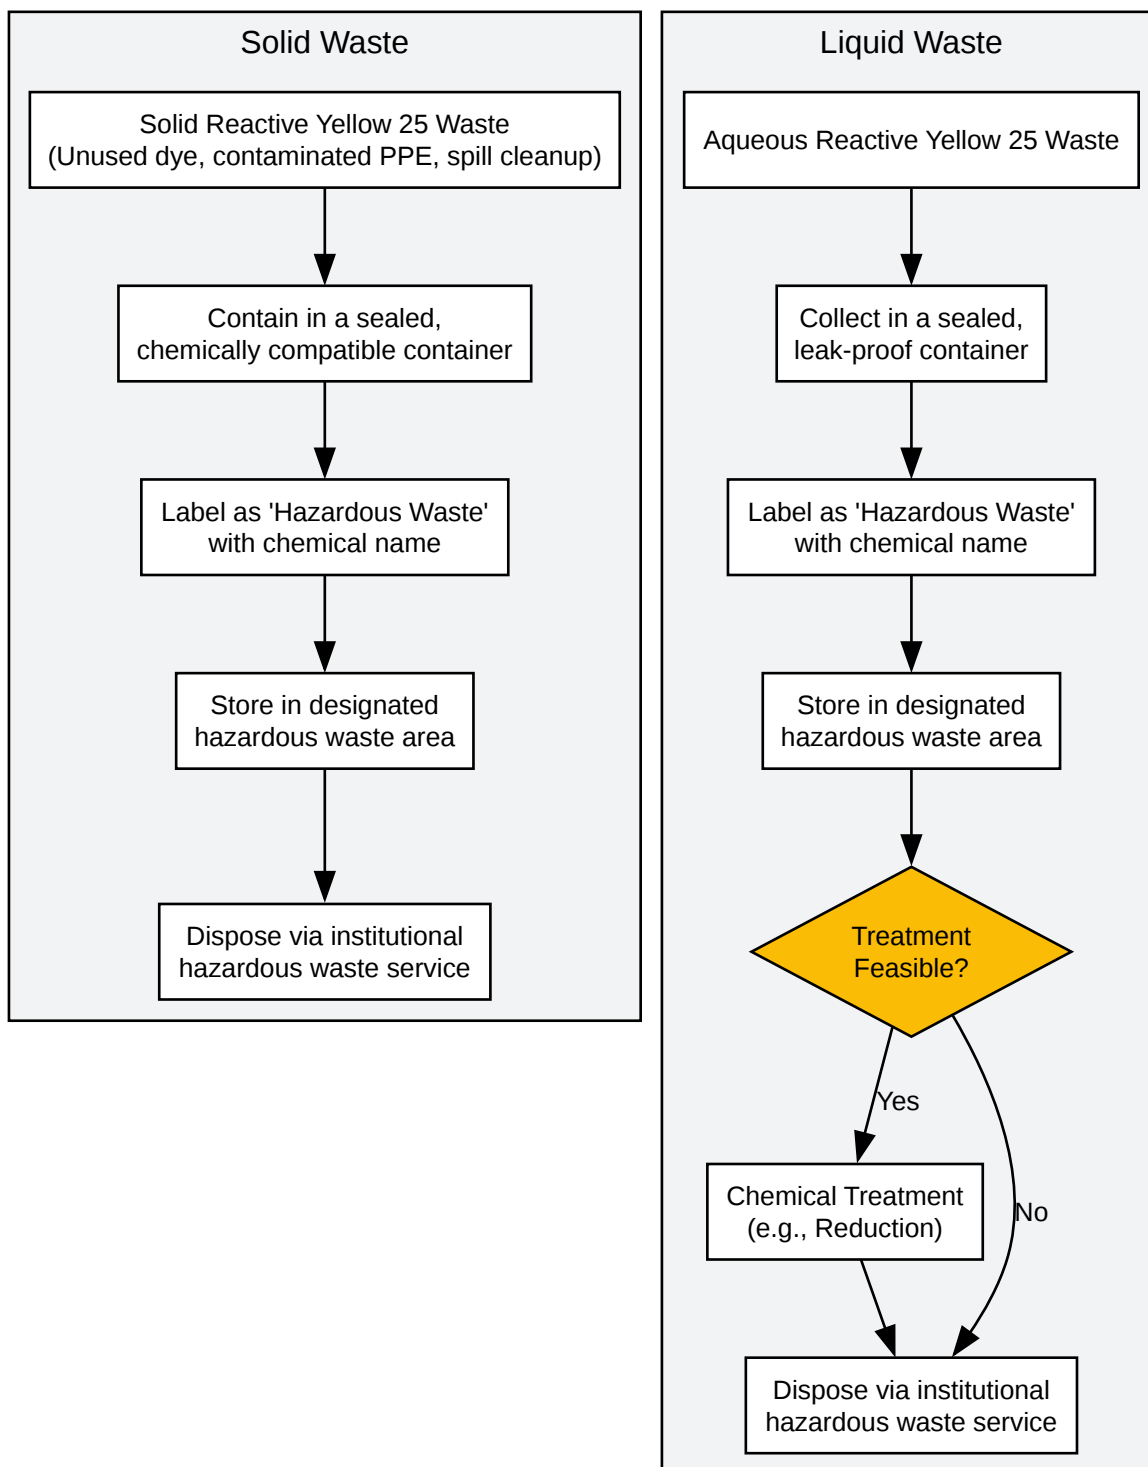 Solid Waste
Solid Reactive Yellow 25 Waste
(Unused dye, contaminated PPE, spill cleanup)
Contain in a sealed,
chemically compatible container
Label as 'Hazardous Waste'
with chemical name
Store in designated
hazardous waste area
Dispose via institutional
hazardous waste service
Liquid Waste
Aqueous Reactive Yellow 25 Waste
Collect in a sealed,
leak-proof container
Label as 'Hazardous Waste'
with chemical name
Store in designated
hazardous waste area
Treatment
Feasible?
Yes
Chemical Treatment
(e.g., Reduction)
No
Dispose via institutional
hazardous waste service